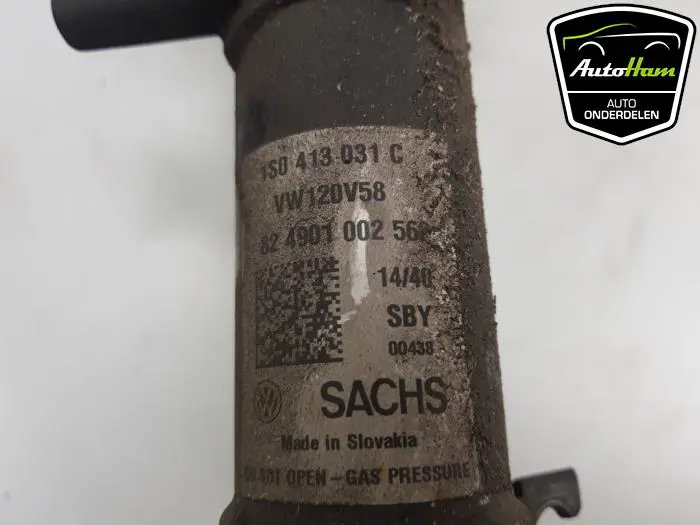 AutoHam
AUTO
ONDERDELEN
1S0 413 031 C
VW120V58
82 4901 002 56
14/40
SBY
00438
SACHS
Made in Slovakia
NOT OPEN - GAS PRESSURE